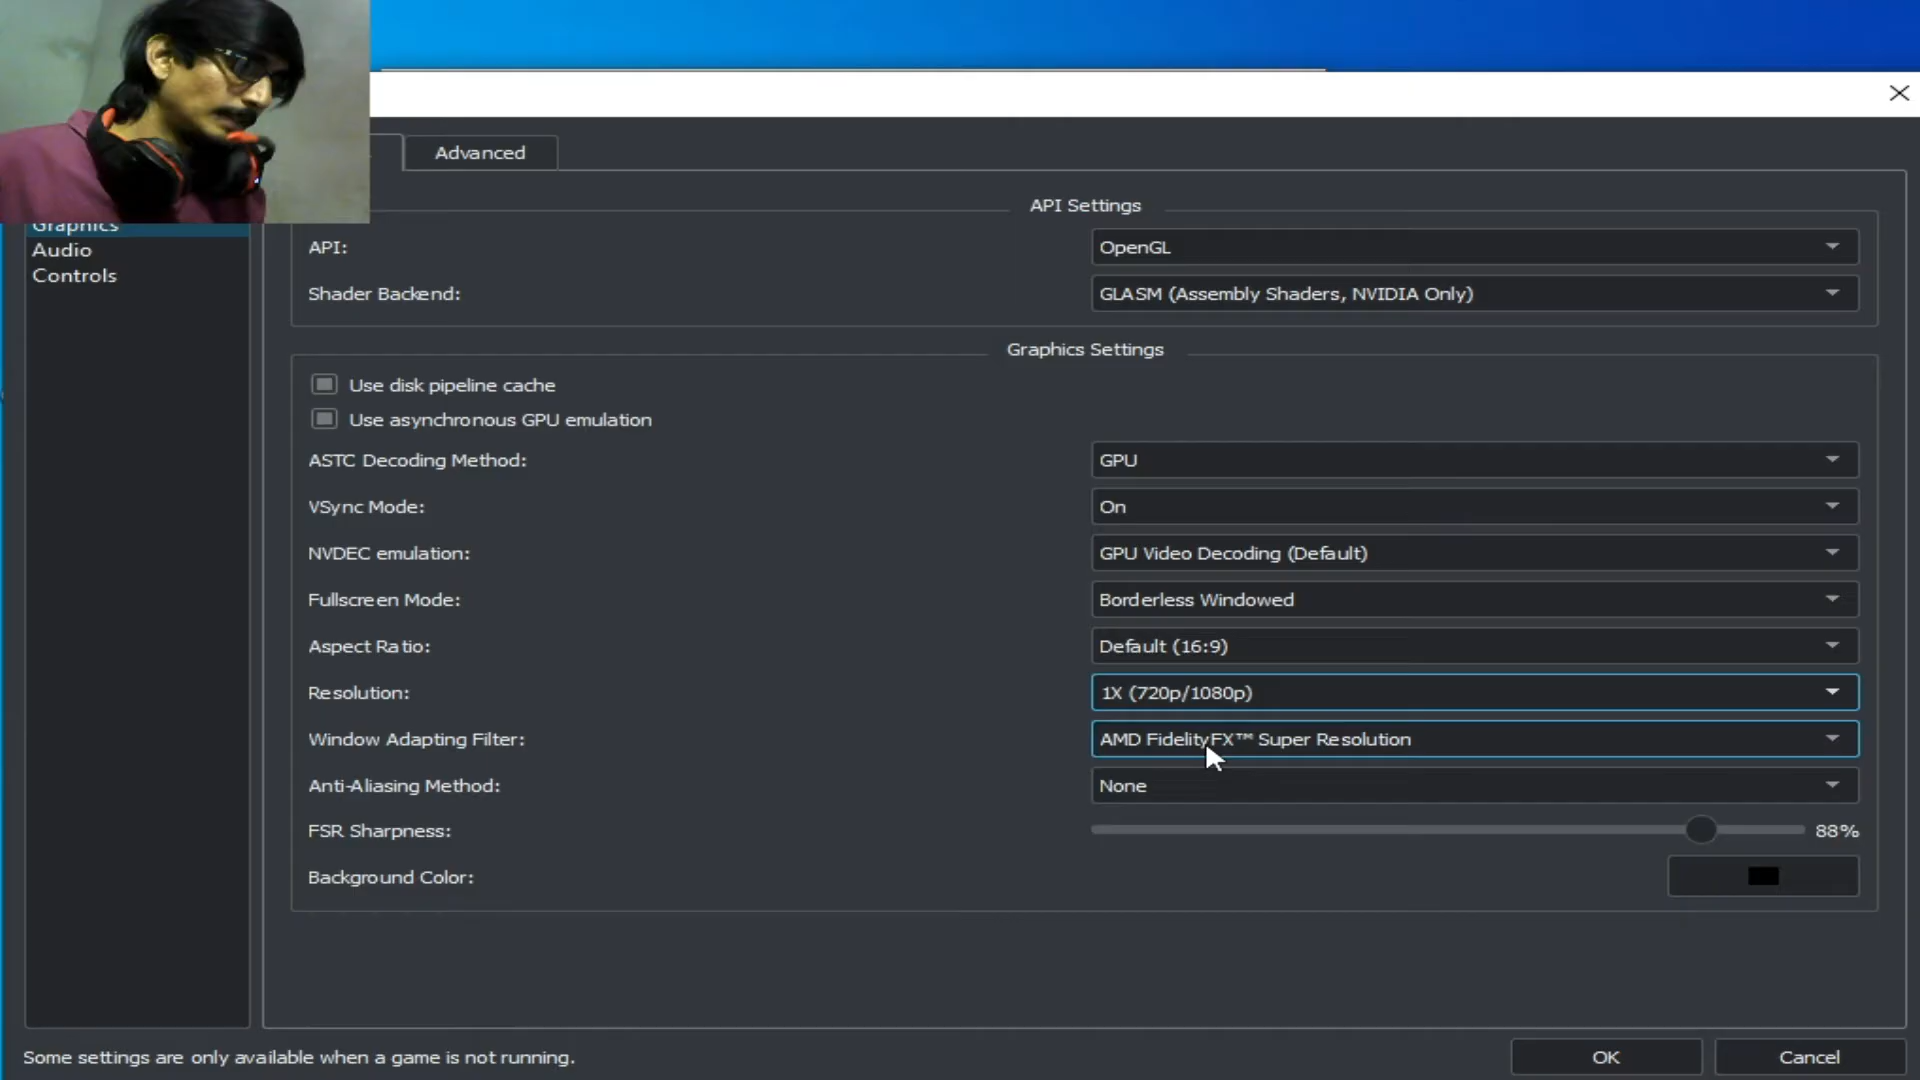 Advanced
API Settings
API: OpenGL
Shader Backend: GLASM (Assembly Shaders, NVIDIA Only)
Graphics Settings
Use disk pipeline cache
Use asynchronous GPU emulation
ASTC Decoding Method: GPU
VSync Mode: On
NVDEC emulation: GPU Video Decoding (Default)
Fullscreen Mode: Borderless Windowed
Aspect Ratio: Default (16:9)
Resolution: 1X (720p/1080p)
Window Adapting Filter: AMD FidelityFX™ Super Resolution
Anti-Aliasing Method: None
FSR Sharpness: 88%
Background Color:
Graphics
Audio
Controls
Some settings are only available when a game is not running.
OK Cancel